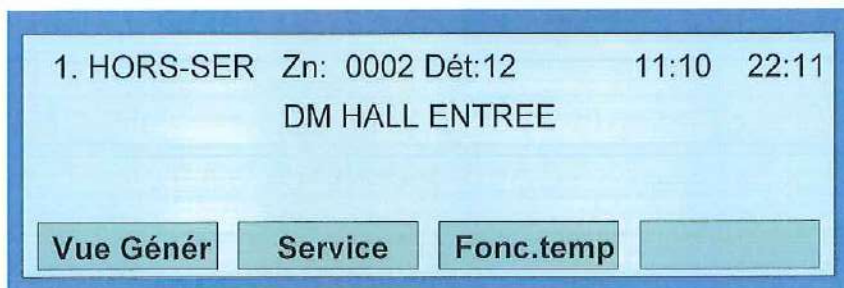 1. HORS-SER Zn: 0002 Dét:12 11:10 22:11
DM HALL ENTREE
Vue Génér Service Fonc.temp